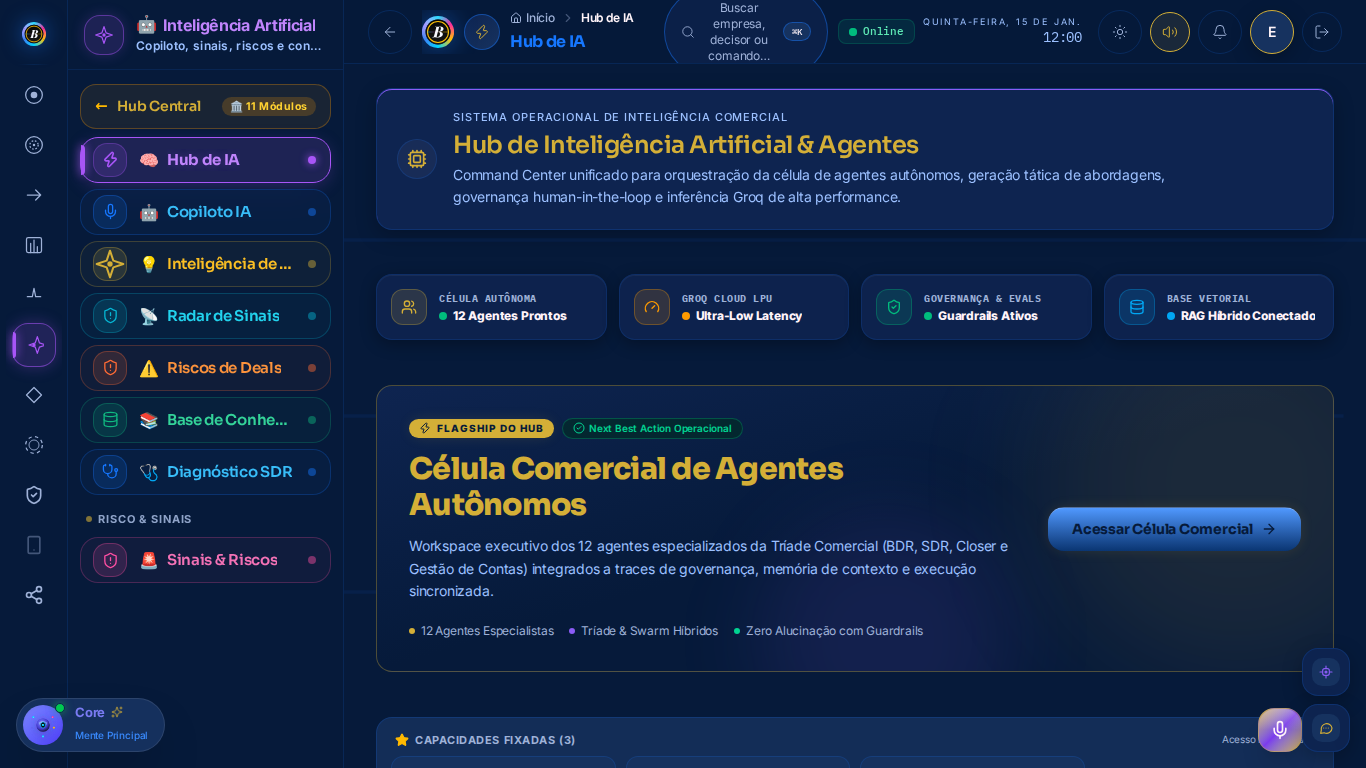 B
🤖 Inteligência Artificial
Copiloto, sinais, riscos e con...
← Hub Central
🏛️ 11 Módulos
🧠 Hub de IA
🤖 Copiloto IA
💡 Inteligência de ...
📡 Radar de Sinais
⚠️ Riscos de Deals
📚 Base de Conhe...
🩺 Diagnóstico SDR
RISCO & SINAIS
🚨 Sinais & Riscos
Core
Mente Principal
B
Início > Hub de IA
Hub de IA
Buscar
empresa,
decisor ou
comando...
⌘K
Online
QUINTA-FEIRA, 15 DE JAN.
12:00
E
SISTEMA OPERACIONAL DE INTELIGÊNCIA COMERCIAL
Hub de Inteligência Artificial & Agentes
Command Center unificado para orquestração da célula de agentes autônomos, geração tática de abordagens,
governança human-in-the-loop e inferência Groq de alta performance.
CÉLULA AUTÔNOMA
12 Agentes Prontos
GROQ CLOUD LPU
Ultra-Low Latency
GOVERNANÇA & EVALS
Guardrails Ativos
BASE VETORIAL
RAG Híbrido Conectado
FLAGSHIP DO HUB
Next Best Action Operacional
Célula Comercial de Agentes
Autônomos
Workspace executivo dos 12 agentes especializados da Tríade Comercial (BDR, SDR, Closer e
Gestão de Contas) integrados a traces de governança, memória de contexto e execução
sincronizada.
12 Agentes Especialistas
Tríade & Swarm Híbridos
Zero Alucinação com Guardrails
Acessar Célula Comercial →
CAPACIDADES FIXADAS (3)
Acesso